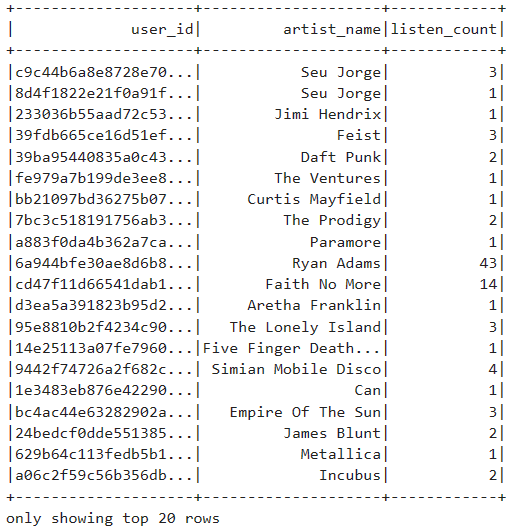 +--------------------+--------------------+------------+
|             user_id|         artist_name|listen_count|
+--------------------+--------------------+------------+
|c9c44b6a8e8728e70...|           Seu Jorge|           3|
|8d4f1822e21f0a91f...|           Seu Jorge|           1|
|233036b55aad72c53...|        Jimi Hendrix|           1|
|39fdb665ce16d51ef...|               Feist|           3|
|39ba95440835a0c43...|           Daft Punk|           2|
|fe979a7b199de3ee8...|        The Ventures|           1|
|bb21097bd36275b07...|     Curtis Mayfield|           1|
|7bc3c518191756ab3...|         The Prodigy|           2|
|a883f0da4b362a7ca...|            Paramore|           1|
|6a944bfe30ae8d6b8...|          Ryan Adams|          43|
|cd47f11d66541dab1...|       Faith No More|          14|
|d3ea5a391823b95d2...|     Aretha Franklin|           1|
|95e8810b2f4234c90...|   The Lonely Island|           3|
|14e25113a07fe7960...|Five Finger Death...|           1|
|9442f74726a2f682c...| Simian Mobile Disco|           4|
|1e3483eb876e42290...|                 Can|           1|
|bc4ac44e63282902a...|   Empire Of The Sun|           3|
|24bedcf0dde551385...|         James Blunt|           2|
|629b64c113fedb5b1...|           Metallica|           1|
|a06c2f59c56b356db...|             Incubus|           2|
+--------------------+--------------------+------------+
only showing top 20 rows